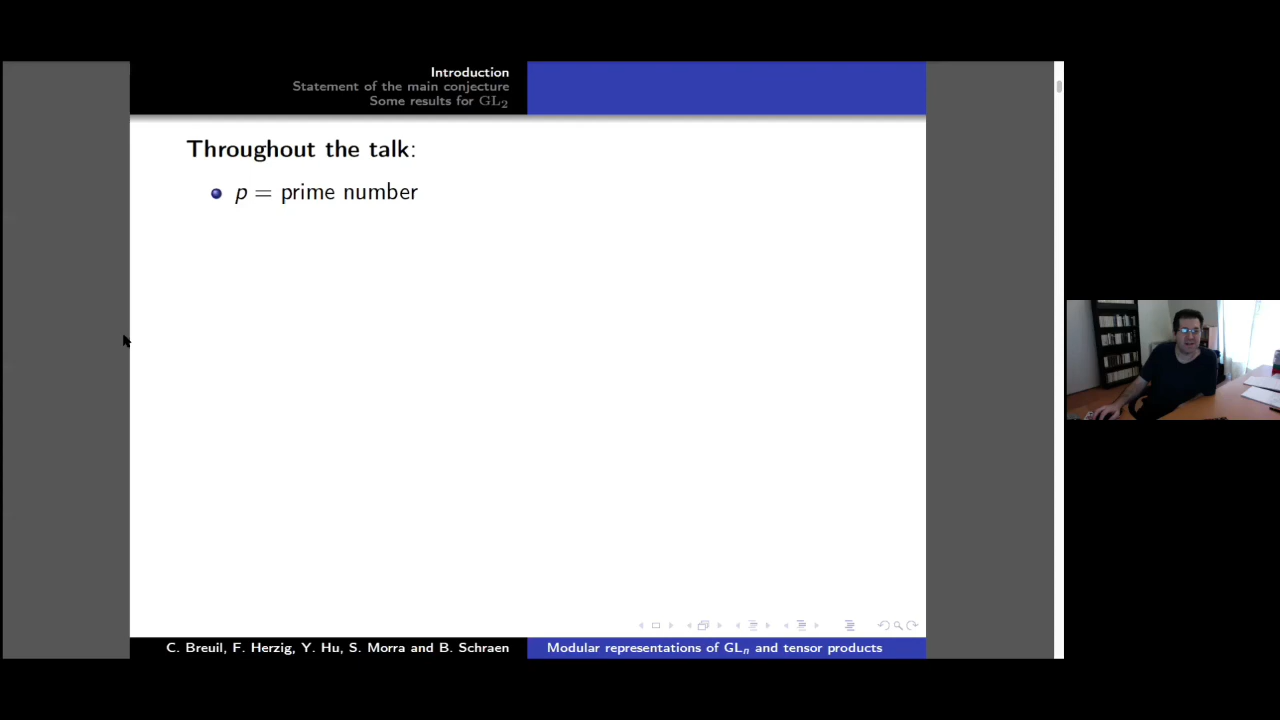 Introduction
Statement of the main conjecture
Some results for GL₂
Throughout the talk:
p = prime number
C. Breuil, F. Herzig, Y. Hu, S. Morra and B. Schraen
Modular representations of GLₙ and tensor products